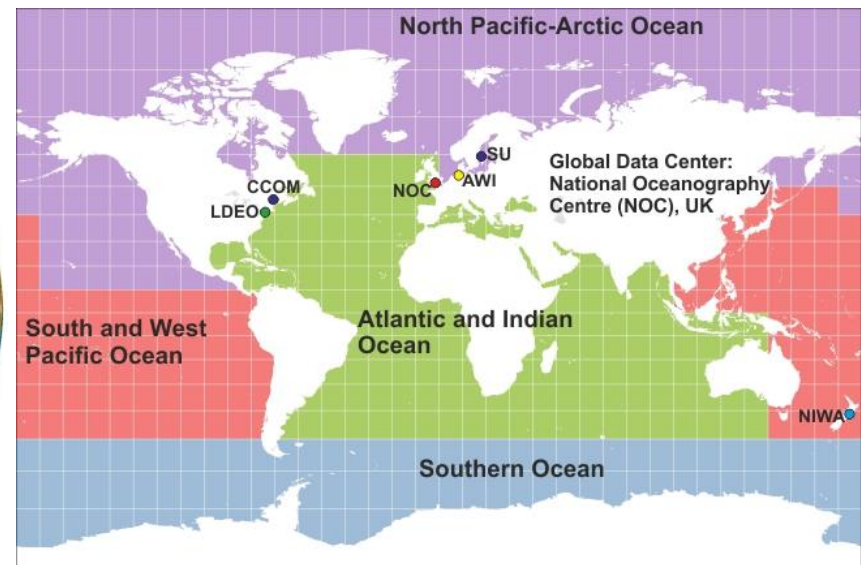 North Pacific-Arctic Ocean
SU
Global Data Center:
National Oceanography
Centre (NOC), UK
AWI
NOC
CCOM
LDEO
South and West
Pacific Ocean
Atlantic and Indian
Ocean
NIWA
Southern Ocean